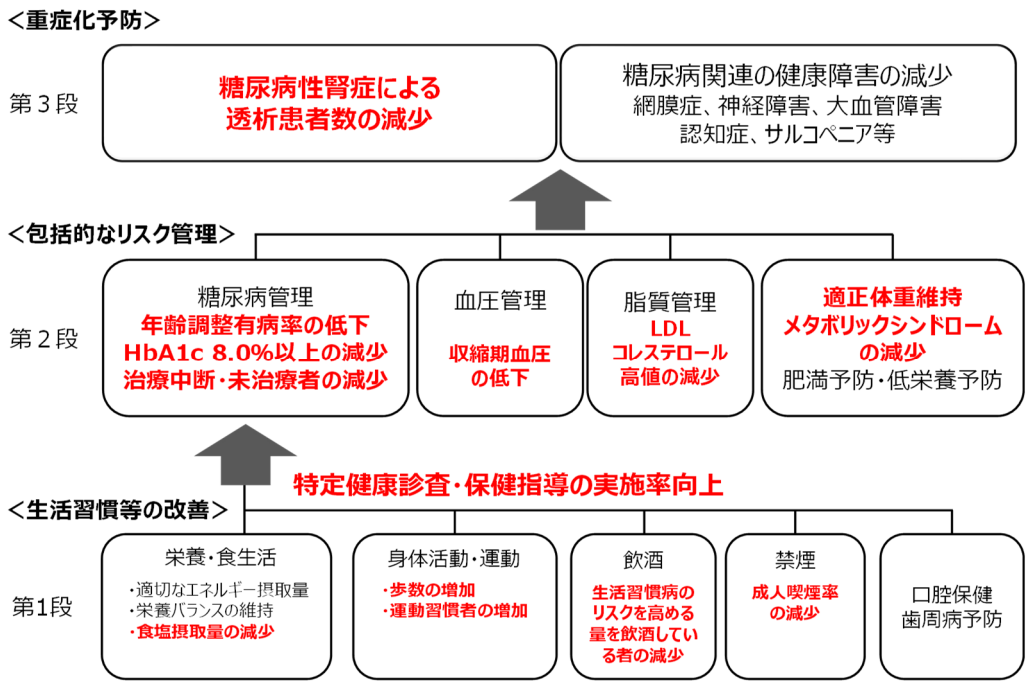 ＜重症化予防＞
第３段
糖尿病性腎症による
透析患者数の減少
糖尿病関連の健康障害の減少
網膜症、神経障害、大血管障害
認知症、サルコペニア等
＜包括的なリスク管理＞
第２段
糖尿病管理
年齢調整有病率の低下
HbA1c 8.0%以上の減少
治療中断・未治療者の減少
血圧管理
収縮期血圧
の低下
脂質管理
LDL
コレステロール
高値の減少
適正体重維持
メタボリックシンドローム
の減少
肥満予防・低栄養予防
特定健康診査・保健指導の実施率向上
＜生活習慣等の改善＞
第1段
栄養・食生活
・適切なエネルギー摂取量
・栄養バランスの維持
・食塩摂取量の減少
身体活動・運動
・歩数の増加
・運動習慣者の増加
飲酒
生活習慣病の
リスクを高める
量を飲酒してい
る者の減少
禁煙
成人喫煙率
の減少
口腔保健
歯周病予防